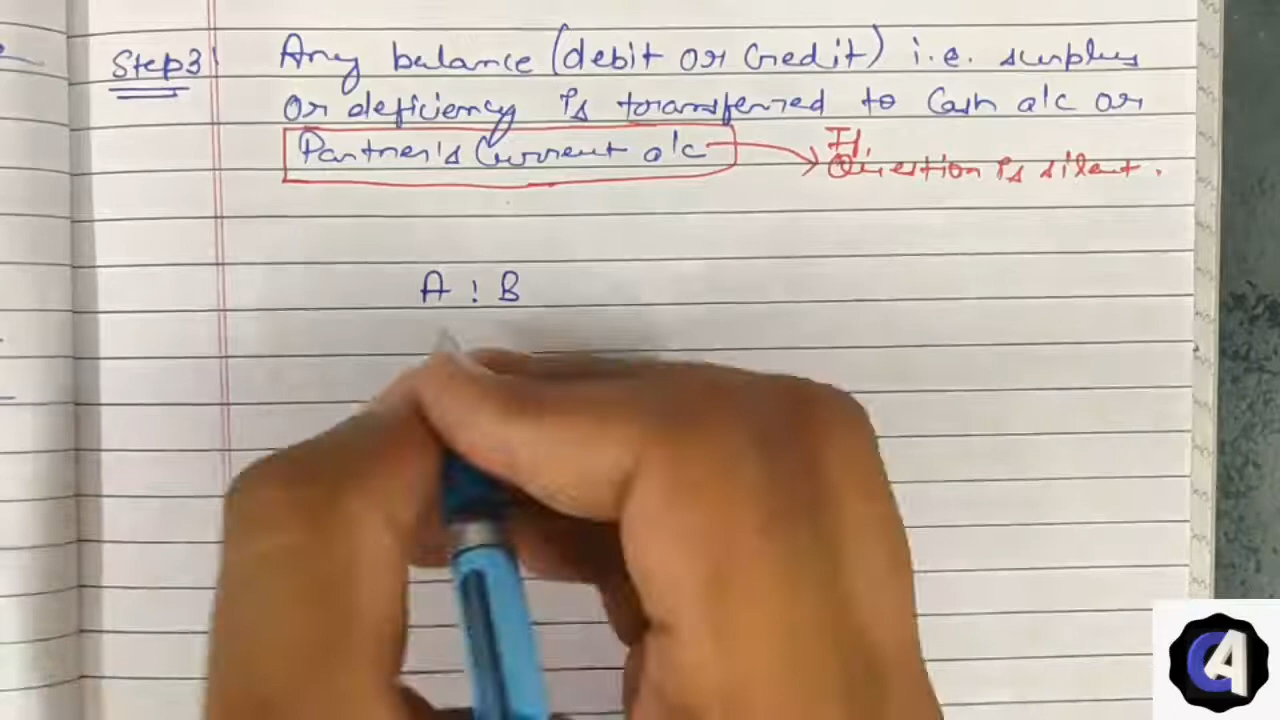 Step3
Any balance (debit or Credit) i.e. surplus
or deficiency is transferred to Cash a/c or
Partner's Current a/c
If
Question is silent.
A : B
CA